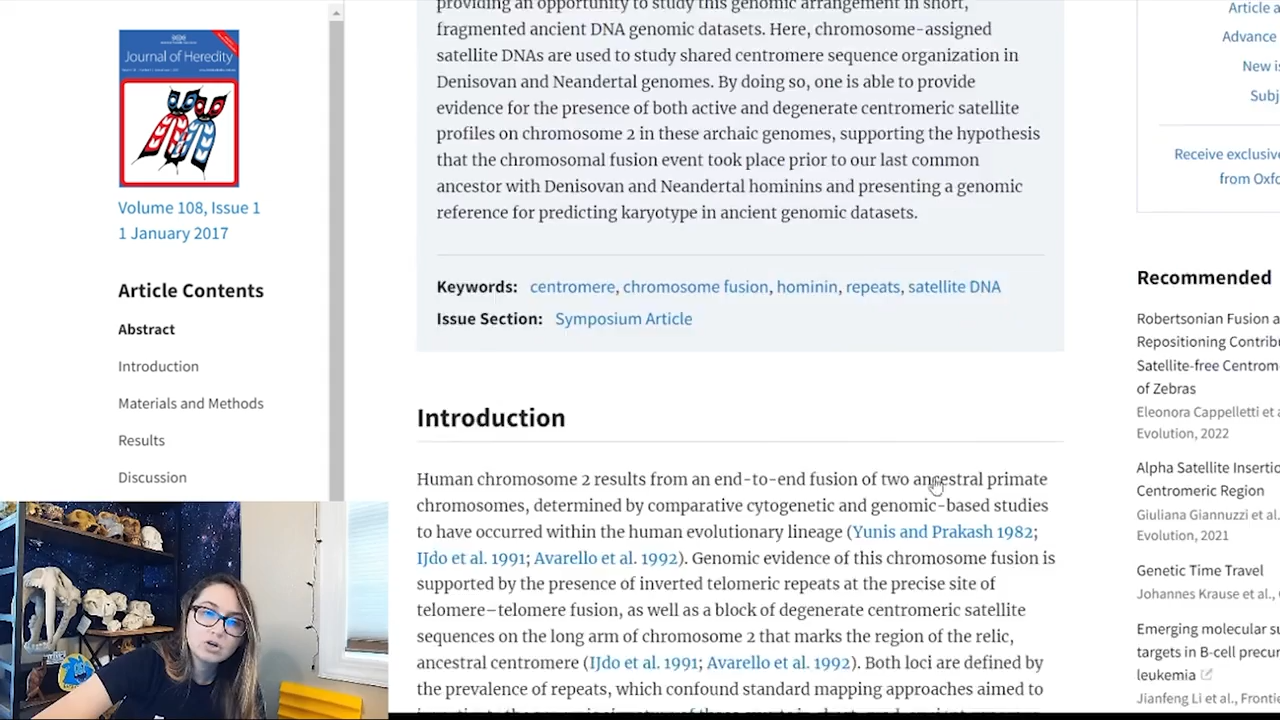 Journal of Heredity
Volume 108, Issue 1
1 January 2017
Article Contents
Abstract
Introduction
Materials and Methods
Results
Discussion
providing an opportunity to study this genomic arrangement in short,
fragmented ancient DNA genomic datasets. Here, chromosome-assigned
satellite DNAs are used to study shared centromere sequence organization in
Denisovan and Neandertal genomes. By doing so, one is able to provide
evidence for the presence of both active and degenerate centromeric satellite
profiles on chromosome 2 in these archaic genomes, supporting the hypothesis
that the chromosomal fusion event took place prior to our last common
ancestor with Denisovan and Neandertal hominins and presenting a genomic
reference for predicting karyotype in ancient genomic datasets.
Keywords: centromere, chromosome fusion, hominin, repeats, satellite DNA
Issue Section: Symposium Article
Introduction
Human chromosome 2 results from an end-to-end fusion of two ancestral primate
chromosomes, determined by comparative cytogenetic and genomic-based studies
to have occurred within the human evolutionary lineage (Yunis and Prakash 1982;
IJdo et al. 1991; Avarello et al. 1992). Genomic evidence of this chromosome fusion is
supported by the presence of inverted telomeric repeats at the precise site of
telomere–telomere fusion, as well as a block of degenerate centromeric satellite
sequences on the long arm of chromosome 2 that marks the region of the relic,
ancestral centromere (IJdo et al. 1991; Avarello et al. 1992). Both loci are defined by
the prevalence of repeats, which confound standard mapping approaches aimed to
Article a
Advance
New is
Subj
Receive exclusive
from Oxfo
Recommended
Robertsonian Fusion a
Repositioning Contribu
Satellite-free Centrom
of Zebras
Eleonora Cappelletti et a
Evolution, 2022
Alpha Satellite Insertio
Centromeric Region
Giuliana Giannuzzi et al.
Evolution, 2021
Genetic Time Travel
Johannes Krause et al.,
Emerging molecular su
targets in B-cell precur
leukemia
Jianfeng Li et al., Frontie